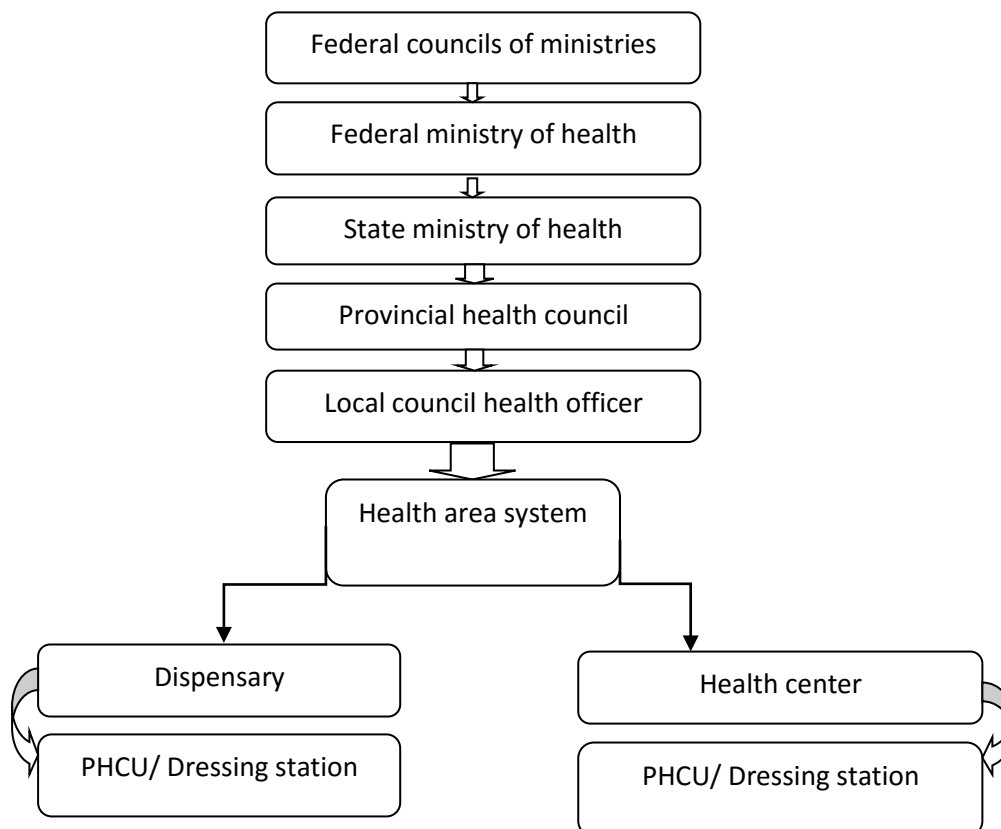 Federal councils of ministries
Federal ministry of health
State ministry of health
Provincial health council
Local council health officer
Health area system
Dispensary
Health center
PHCU/ Dressing station
PHCU/ Dressing station